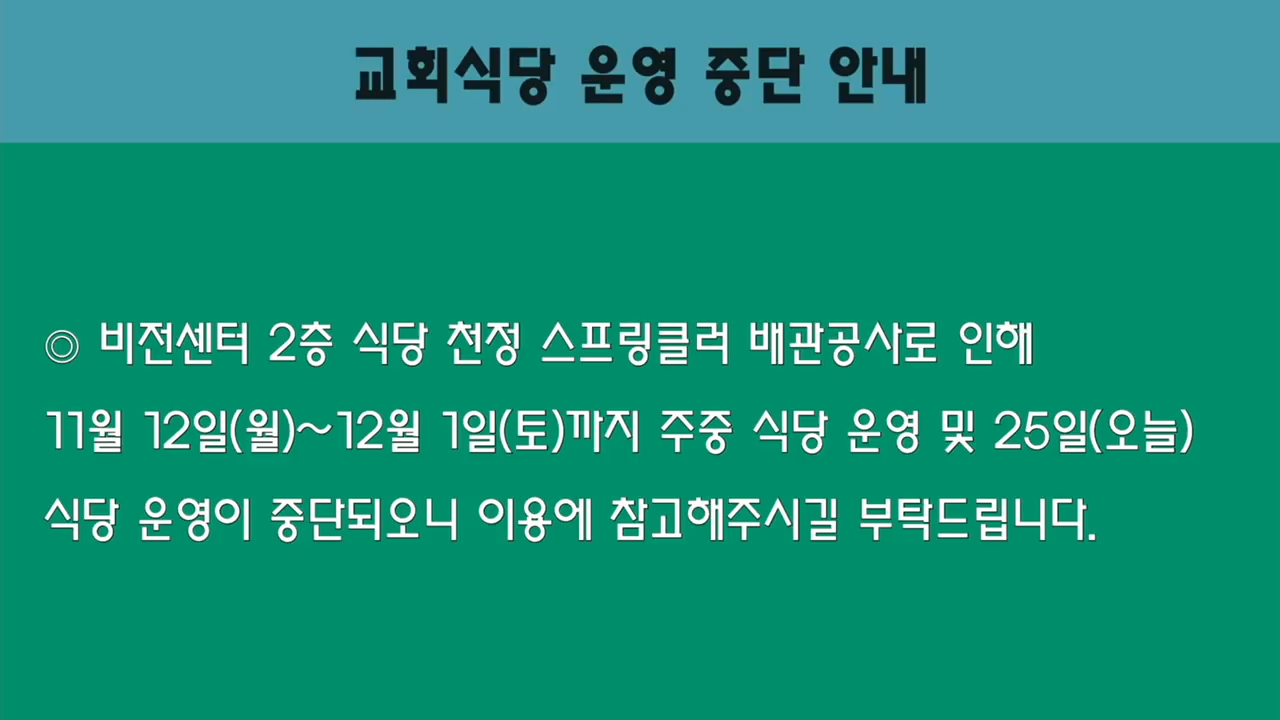 교회식당 운영 중단 안내
◎ 비전센터 2층 식당 천정 스프링클러 배관공사로 인해
11월 12일(월)~12월 1일(토)까지 주중 식당 운영 및 25일(오늘)
식당 운영이 중단되오니 이용에 참고해주시길 부탁드립니다.